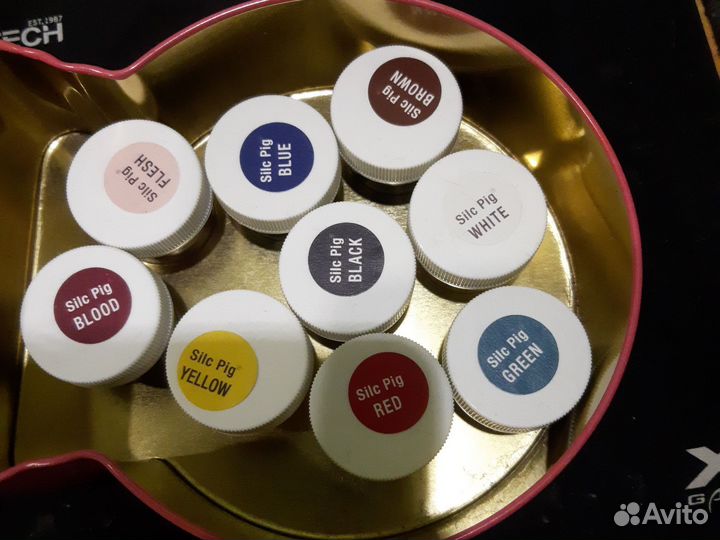 EST. 1987
ECH
Silc Pig®
BROWN
Silc Pig
BLUE
Silc Pig®
FLESH
Silc Pig®
WHITE
Silc Pig®
BLACK
Silc Pig
BLOOD
Silc Pig®
YELLOW
Silc Pig
RED
Silc Pig®
GREEN
X
GA
Avito